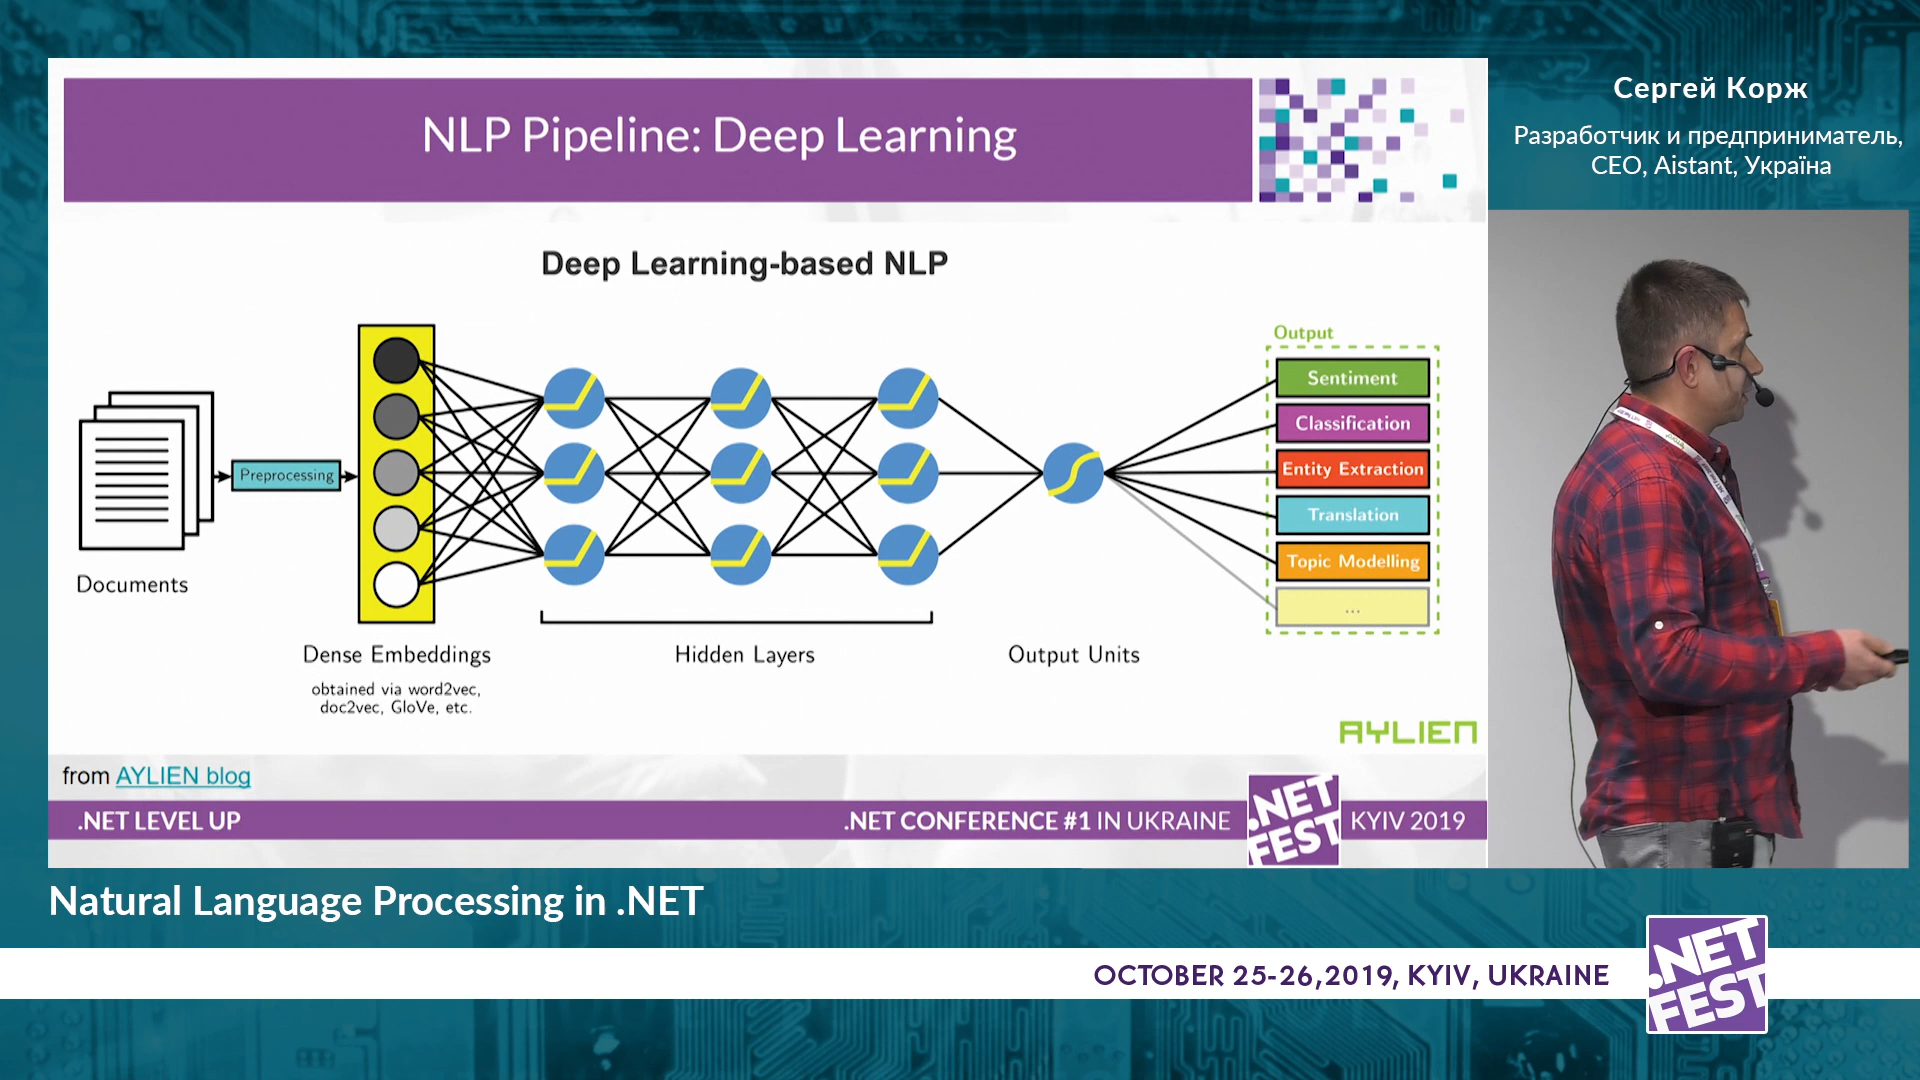 NLP Pipeline: Deep Learning
Deep Learning-based NLP
Documents
Preprocessing
Dense Embeddings
obtained via word2vec,
doc2vec, GloVe, etc.
Hidden Layers
Output Units
Output
Sentiment
Classification
Entity Extraction
Translation
Topic Modelling
...
AYLIEN
from AYLIEN blog
.NET LEVEL UP
.NET CONFERENCE #1 IN UKRAINE
.NET
FEST
KYIV 2019
Сергей Корж
Разработчик и предприниматель,
CEO, Aistant, Україна
Natural Language Processing in .NET
OCTOBER 25-26,2019, KYIV, UKRAINE
.NET
FEST